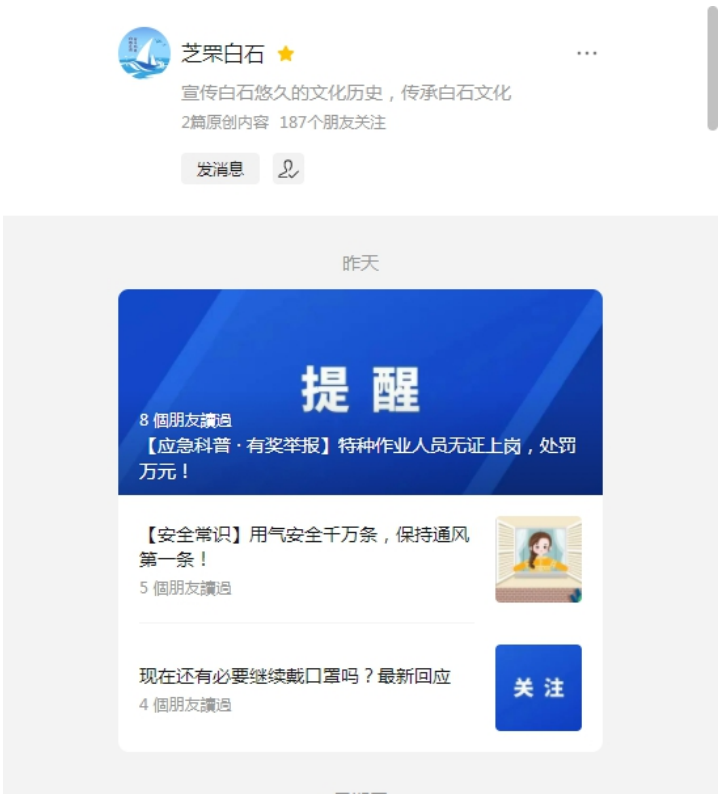 芝罘白石
宣传白石悠久的文化历史，传承白石文化
2篇原创内容 187个朋友关注
发消息
昨天
提醒
8 個朋友讀過
【应急科普·有奖举报】特种作业人员无证上岗，处罚
万元！
【安全常识】用气安全千万条，保持通风
第一条！
5 個朋友讀過
现在还有必要继续戴口罩吗？最新回应
4 個朋友讀過
关注